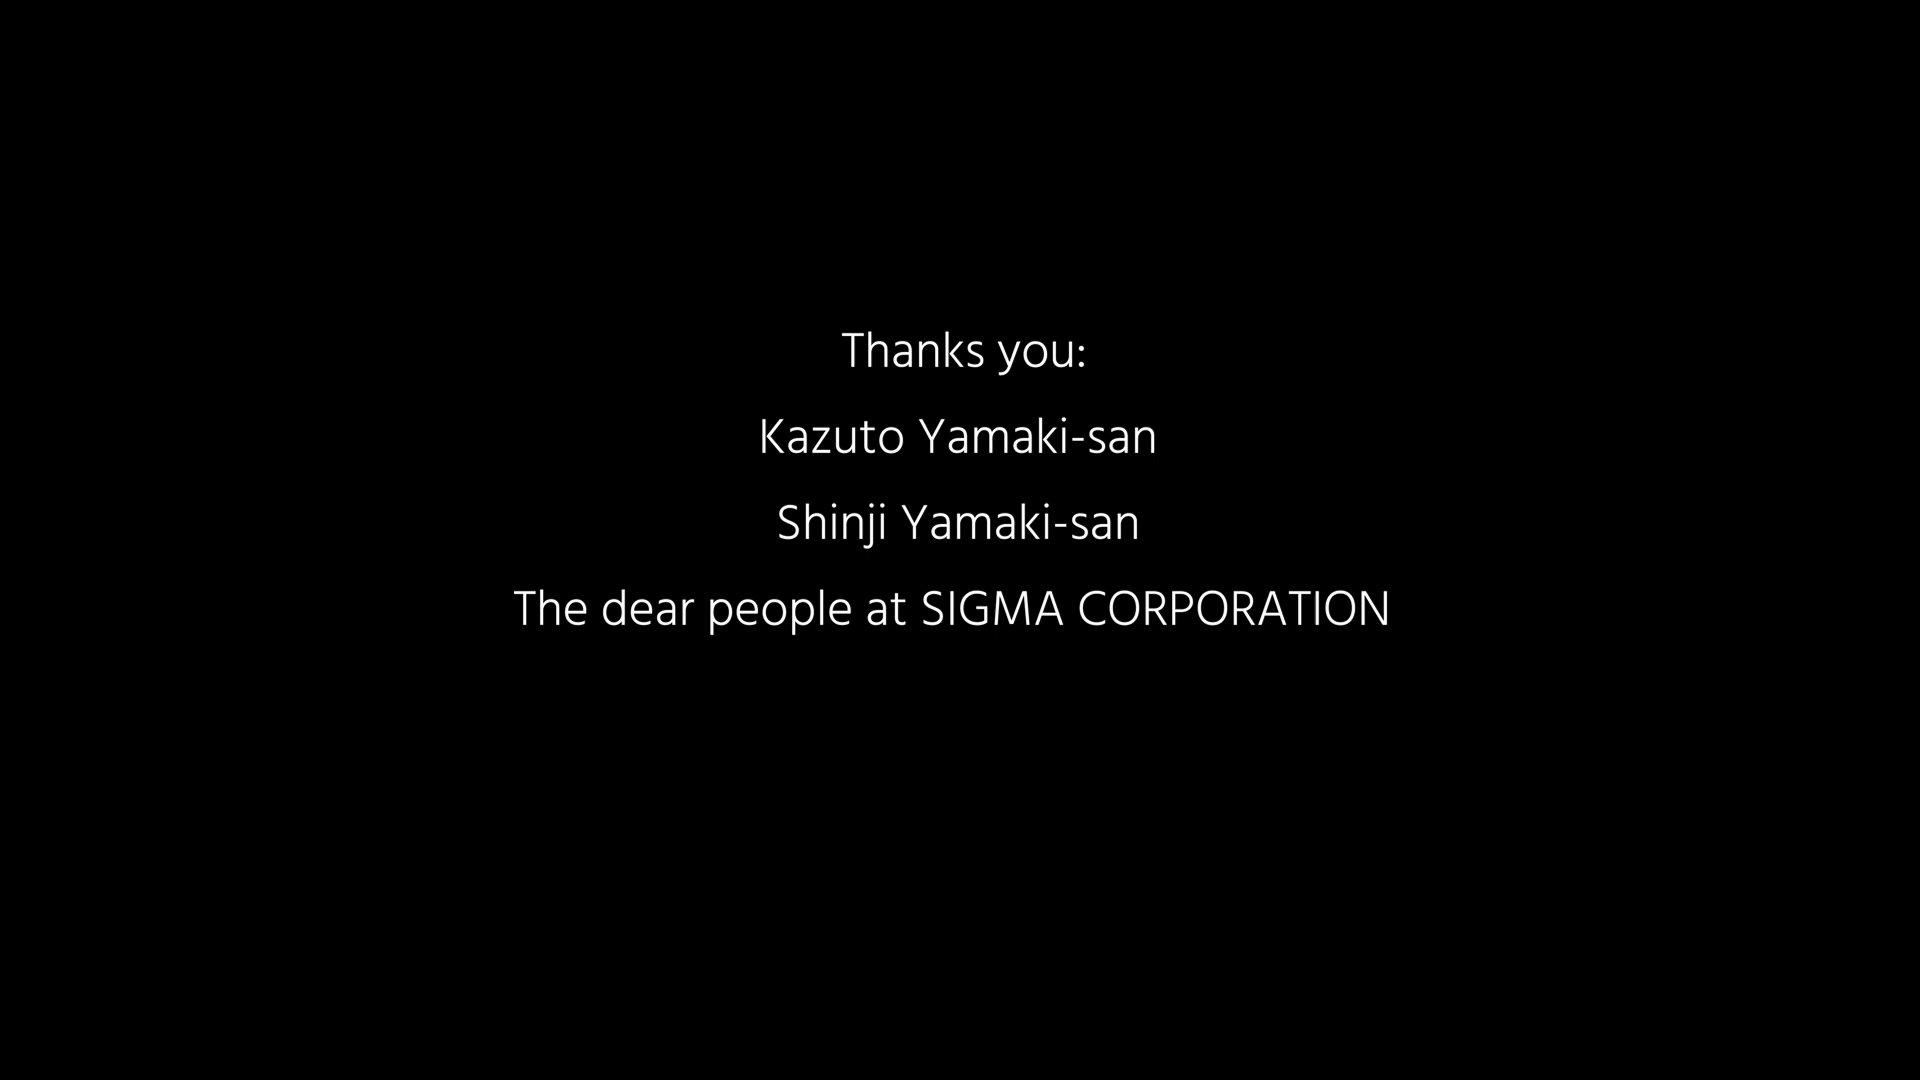 Thanks you:
Kazuto Yamaki-san
Shinji Yamaki-san
The dear people at SIGMA CORPORATION